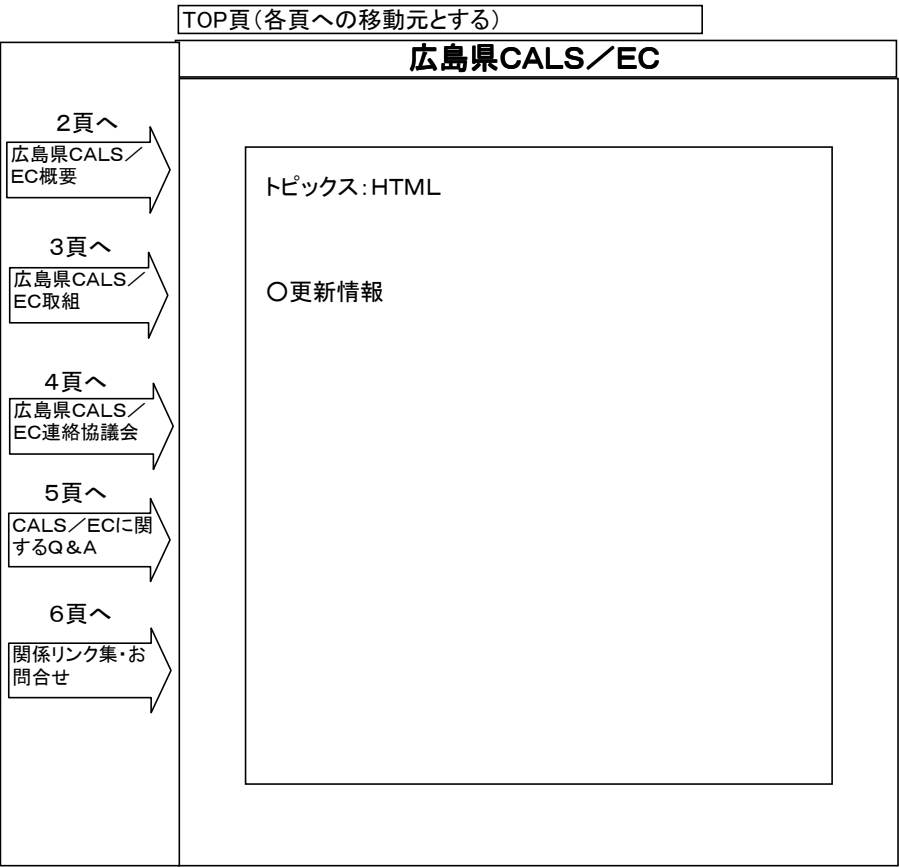 TOP頁(各頁への移動元とする)
広島県CALS／EC
2頁へ
広島県CALS／
EC概要
3頁へ
広島県CALS／
EC取組
4頁へ
広島県CALS／
EC連絡協議会
5頁へ
CALS／ECに関
するQ＆A
6頁へ
関係リンク集・お
問合せ
トピックス:HTML
○更新情報